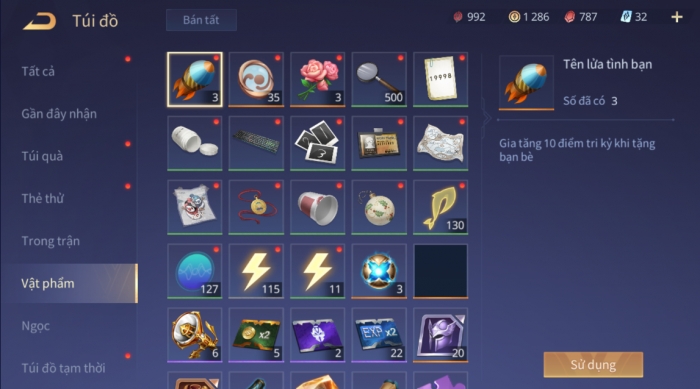 Túi đồ
Bán tất
992
1 286
787
32
Tất cả
Gần đây nhận
Túi quà
Thẻ thử
Trong trận
Vật phẩm
Ngọc
Túi đồ tạm thời
3
35
3
500
19998
130
127
115
11
3
6
x2
5
2
EXP x2
22
20
Tên lửa tình bạn
Số đã có 3
Gia tăng 10 điểm tri kỷ khi tặng
bạn bè
Sử dụng